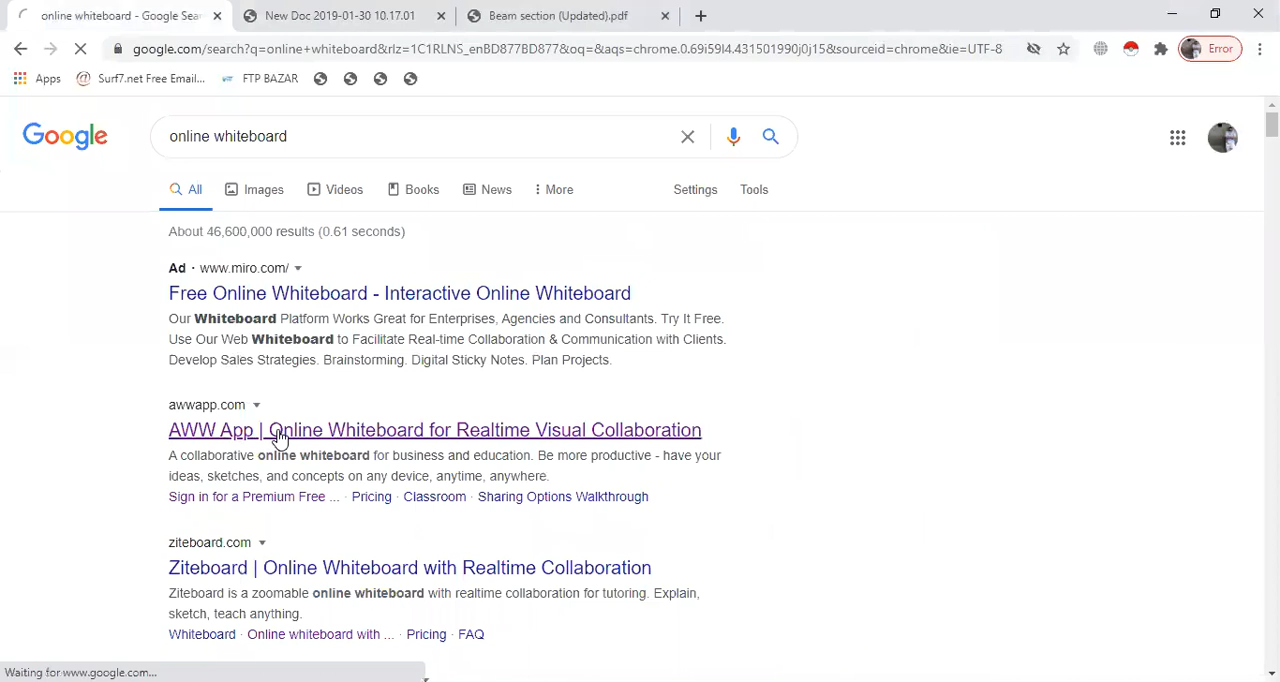 online whiteboard - Google Sear
New Doc 2019-01-30 10.17.01
Beam section (Updated).pdf
google.com/search?q=online+whiteboard&rlz=1C1RLNS_enBD877BD877&oq=&aqs=chrome.0.69i59l4.431501990j0j15&sourceid=chrome&ie=UTF-8
Error
Apps
Surf7.net Free Email...
FTP BAZAR
Google
online whiteboard
All
Images
Videos
Books
News
More
Settings
Tools
About 46,600,000 results (0.61 seconds)
Ad · www.miro.com/
Free Online Whiteboard - Interactive Online Whiteboard
Our Whiteboard Platform Works Great for Enterprises, Agencies and Consultants. Try It Free.
Use Our Web Whiteboard to Facilitate Real-time Collaboration & Communication with Clients.
Develop Sales Strategies. Brainstorming. Digital Sticky Notes. Plan Projects.
awwapp.com
AWW App | Online Whiteboard for Realtime Visual Collaboration
A collaborative online whiteboard for business and education. Be more productive - have your
ideas, sketches, and concepts on any device, anytime, anywhere.
Sign in for a Premium Free ... · Pricing · Classroom · Sharing Options Walkthrough
ziteboard.com
Ziteboard | Online Whiteboard with Realtime Collaboration
Ziteboard is a zoomable online whiteboard with realtime collaboration for tutoring. Explain,
sketch, teach anything.
Whiteboard · Online whiteboard with ... · Pricing · FAQ
Waiting for www.google.com...